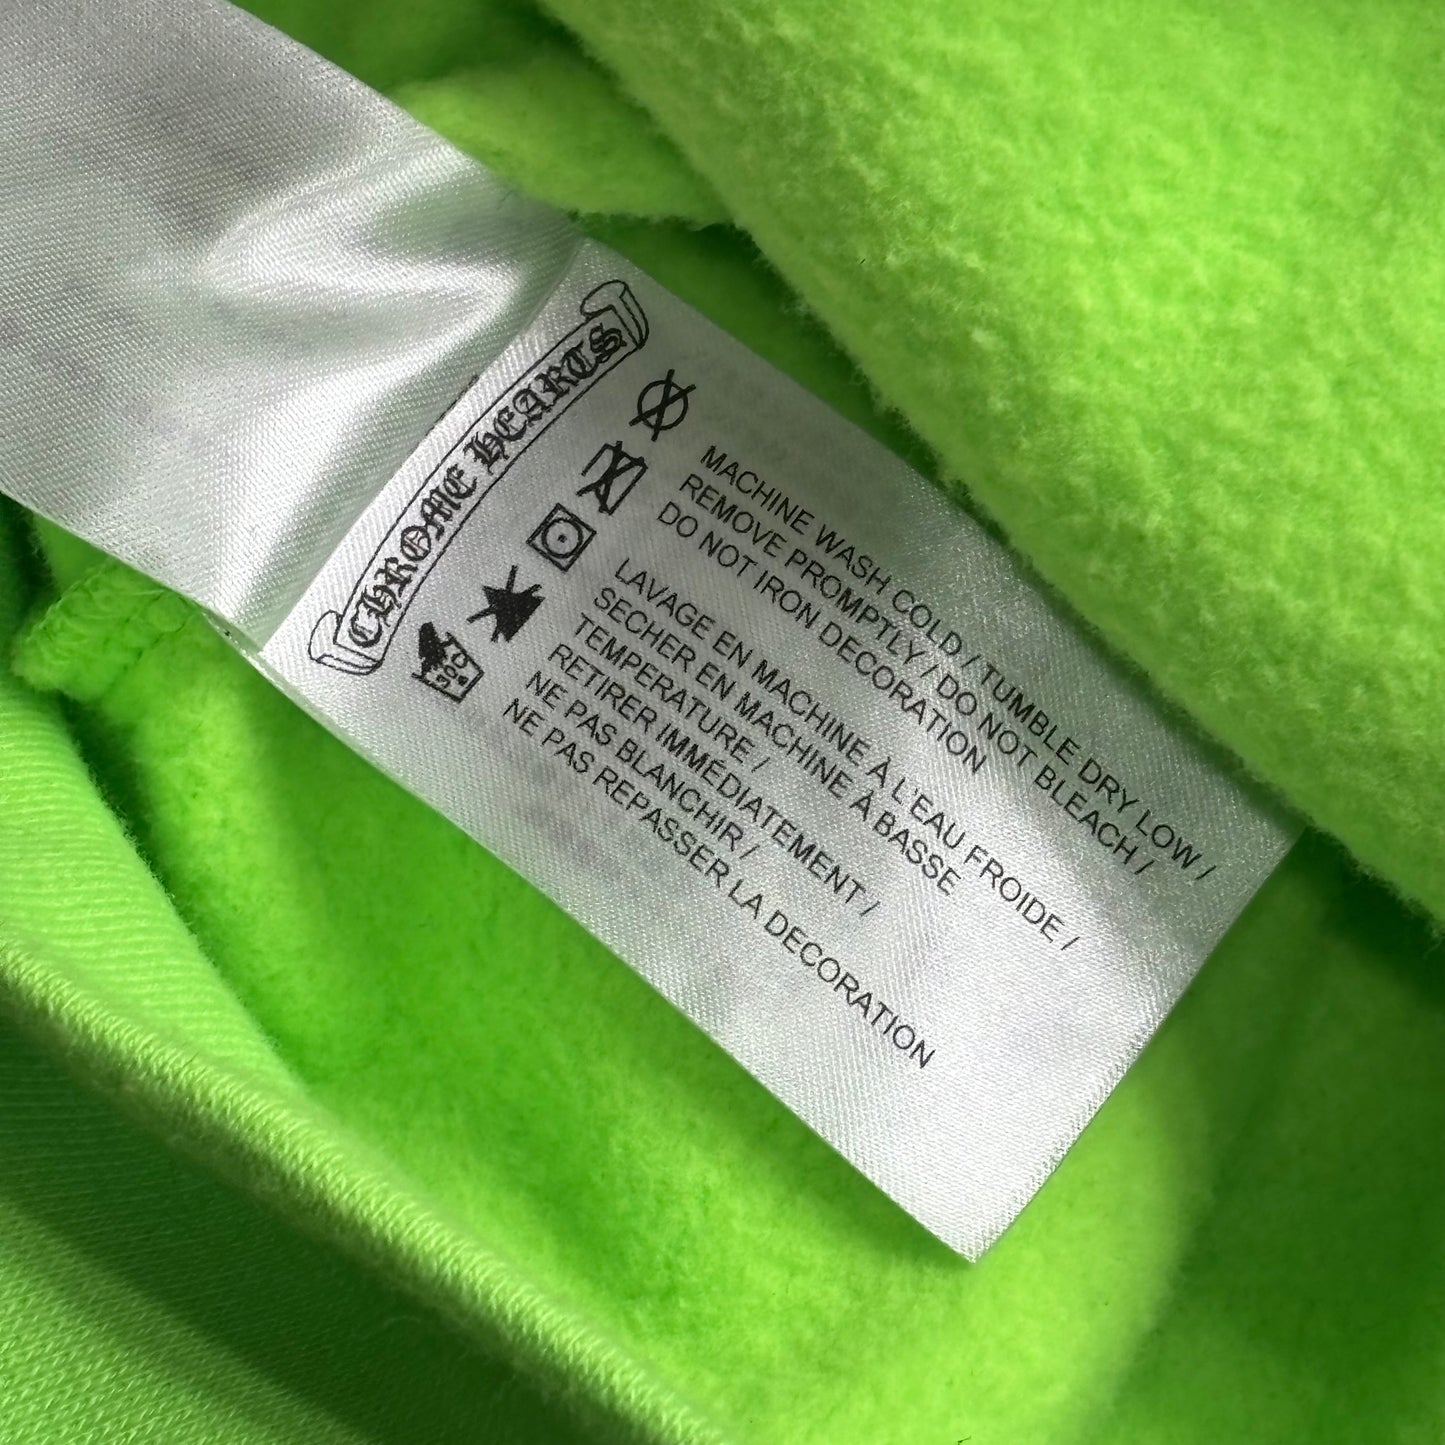 CHROME HEARTS
MACHINE WASH COLD / TUMBLE DRY LOW /
REMOVE PROMPTLY / DO NOT BLEACH /
DO NOT IRON DECORATION
LAVAGE EN MACHINE À L'EAU FROIDE /
SECHER EN MACHINE À BASSE
TEMPERATURE /
RETIRER IMMÉDIATEMENT /
NE PAS BLANCHIR /
NE PAS REPASSER LA DECORATION